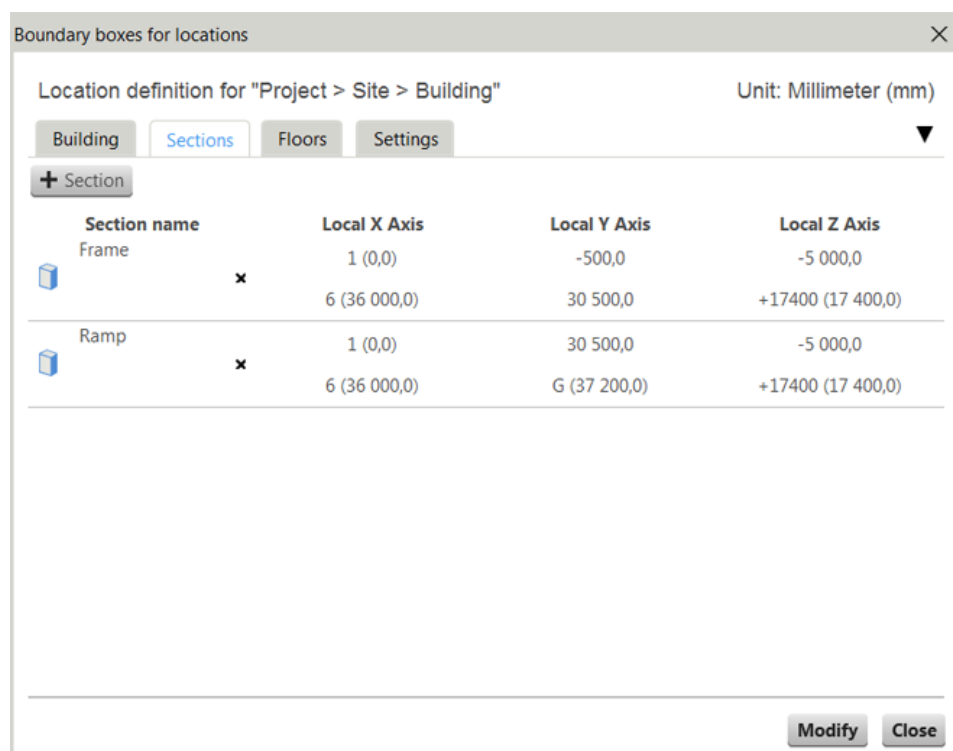 Boundary boxes for locations
Location definition for "Project > Site > Building" Unit: Millimeter (mm)
Building Sections Floors Settings
+ Section
Section name Local X Axis Local Y Axis Local Z Axis
Frame
1 (0,0) -500,0 -5 000,0
6 (36 000,0) 30 500,0 +17400 (17 400,0)
Ramp
1 (0,0) 30 500,0 -5 000,0
6 (36 000,0) G (37 200,0) +17400 (17 400,0)
Modify Close